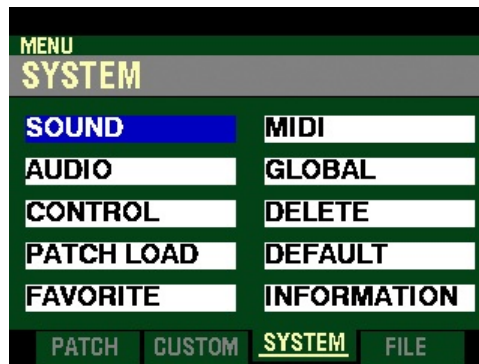 MENU
SYSTEM
SOUND
MIDI
AUDIO
GLOBAL
CONTROL
DELETE
PATCH LOAD
DEFAULT
FAVORITE
INFORMATION
PATCH CUSTOM SYSTEM FILE